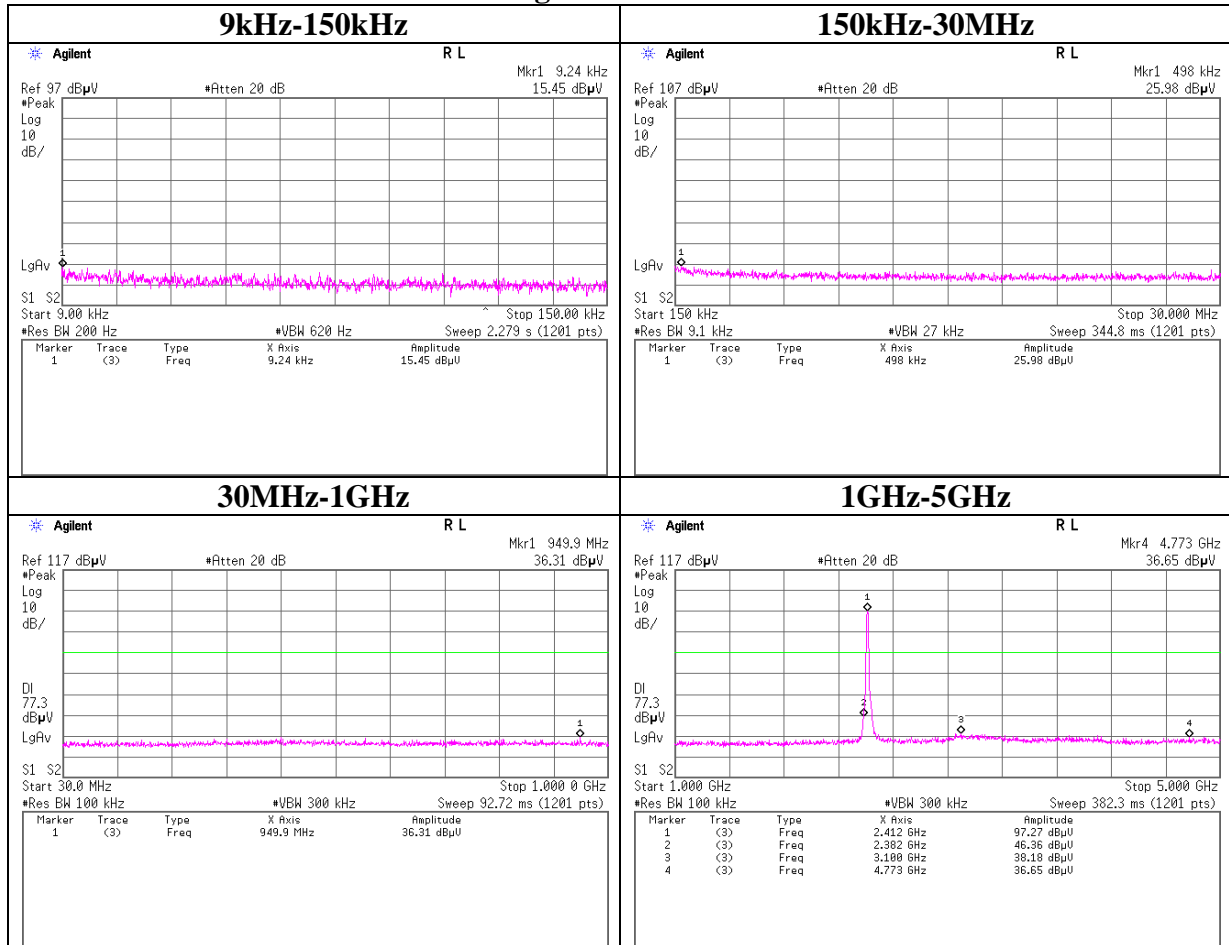 9kHz-150kHz
Agilent R L
Mkr1 9.24 kHz
Ref 97 dBµV #Atten 20 dB 15.45 dBµV
#Peak
Log
10
dB/
1
LgAv
S1 S2
Start 9.00 kHz ^ Stop 150.00 kHz
#Res BW 200 Hz #VBW 620 Hz Sweep 2.279 s (1201 pts)
Marker Trace Type X Axis Amplitude
1 (3) Freq 9.24 kHz 15.45 dBµV
150kHz-30MHz
Agilent R L
Mkr1 498 kHz
Ref 107 dBµV #Atten 20 dB 25.98 dBµV
#Peak
Log
10
dB/
1
LgAv
S1 S2
Start 150 kHz Stop 30.000 MHz
#Res BW 9.1 kHz #VBW 27 kHz Sweep 344.8 ms (1201 pts)
Marker Trace Type X Axis Amplitude
1 (3) Freq 498 kHz 25.98 dBµV
30MHz-1GHz
Agilent R L
Mkr1 949.9 MHz
Ref 117 dBµV #Atten 20 dB 36.31 dBµV
#Peak
Log
10
dB/
DI
77.3
dBµV
1
LgAv
S1 S2
Start 30.0 MHz Stop 1.000 0 GHz
#Res BW 100 kHz #VBW 300 kHz Sweep 92.72 ms (1201 pts)
Marker Trace Type X Axis Amplitude
1 (3) Freq 949.9 MHz 36.31 dBµV
1GHz-5GHz
Agilent R L
Mkr4 4.773 GHz
Ref 117 dBµV #Atten 20 dB 36.65 dBµV
#Peak
Log
10
dB/
1
DI
77.3
2
dBµV
3 4
LgAv
S1 S2
Start 1.000 GHz Stop 5.000 GHz
#Res BW 100 kHz #VBW 300 kHz Sweep 382.3 ms (1201 pts)
Marker Trace Type X Axis Amplitude
1 (3) Freq 2.412 GHz 97.27 dBµV
2 (3) Freq 2.382 GHz 46.36 dBµV
3 (3) Freq 3.100 GHz 38.18 dBµV
4 (3) Freq 4.773 GHz 36.65 dBµV